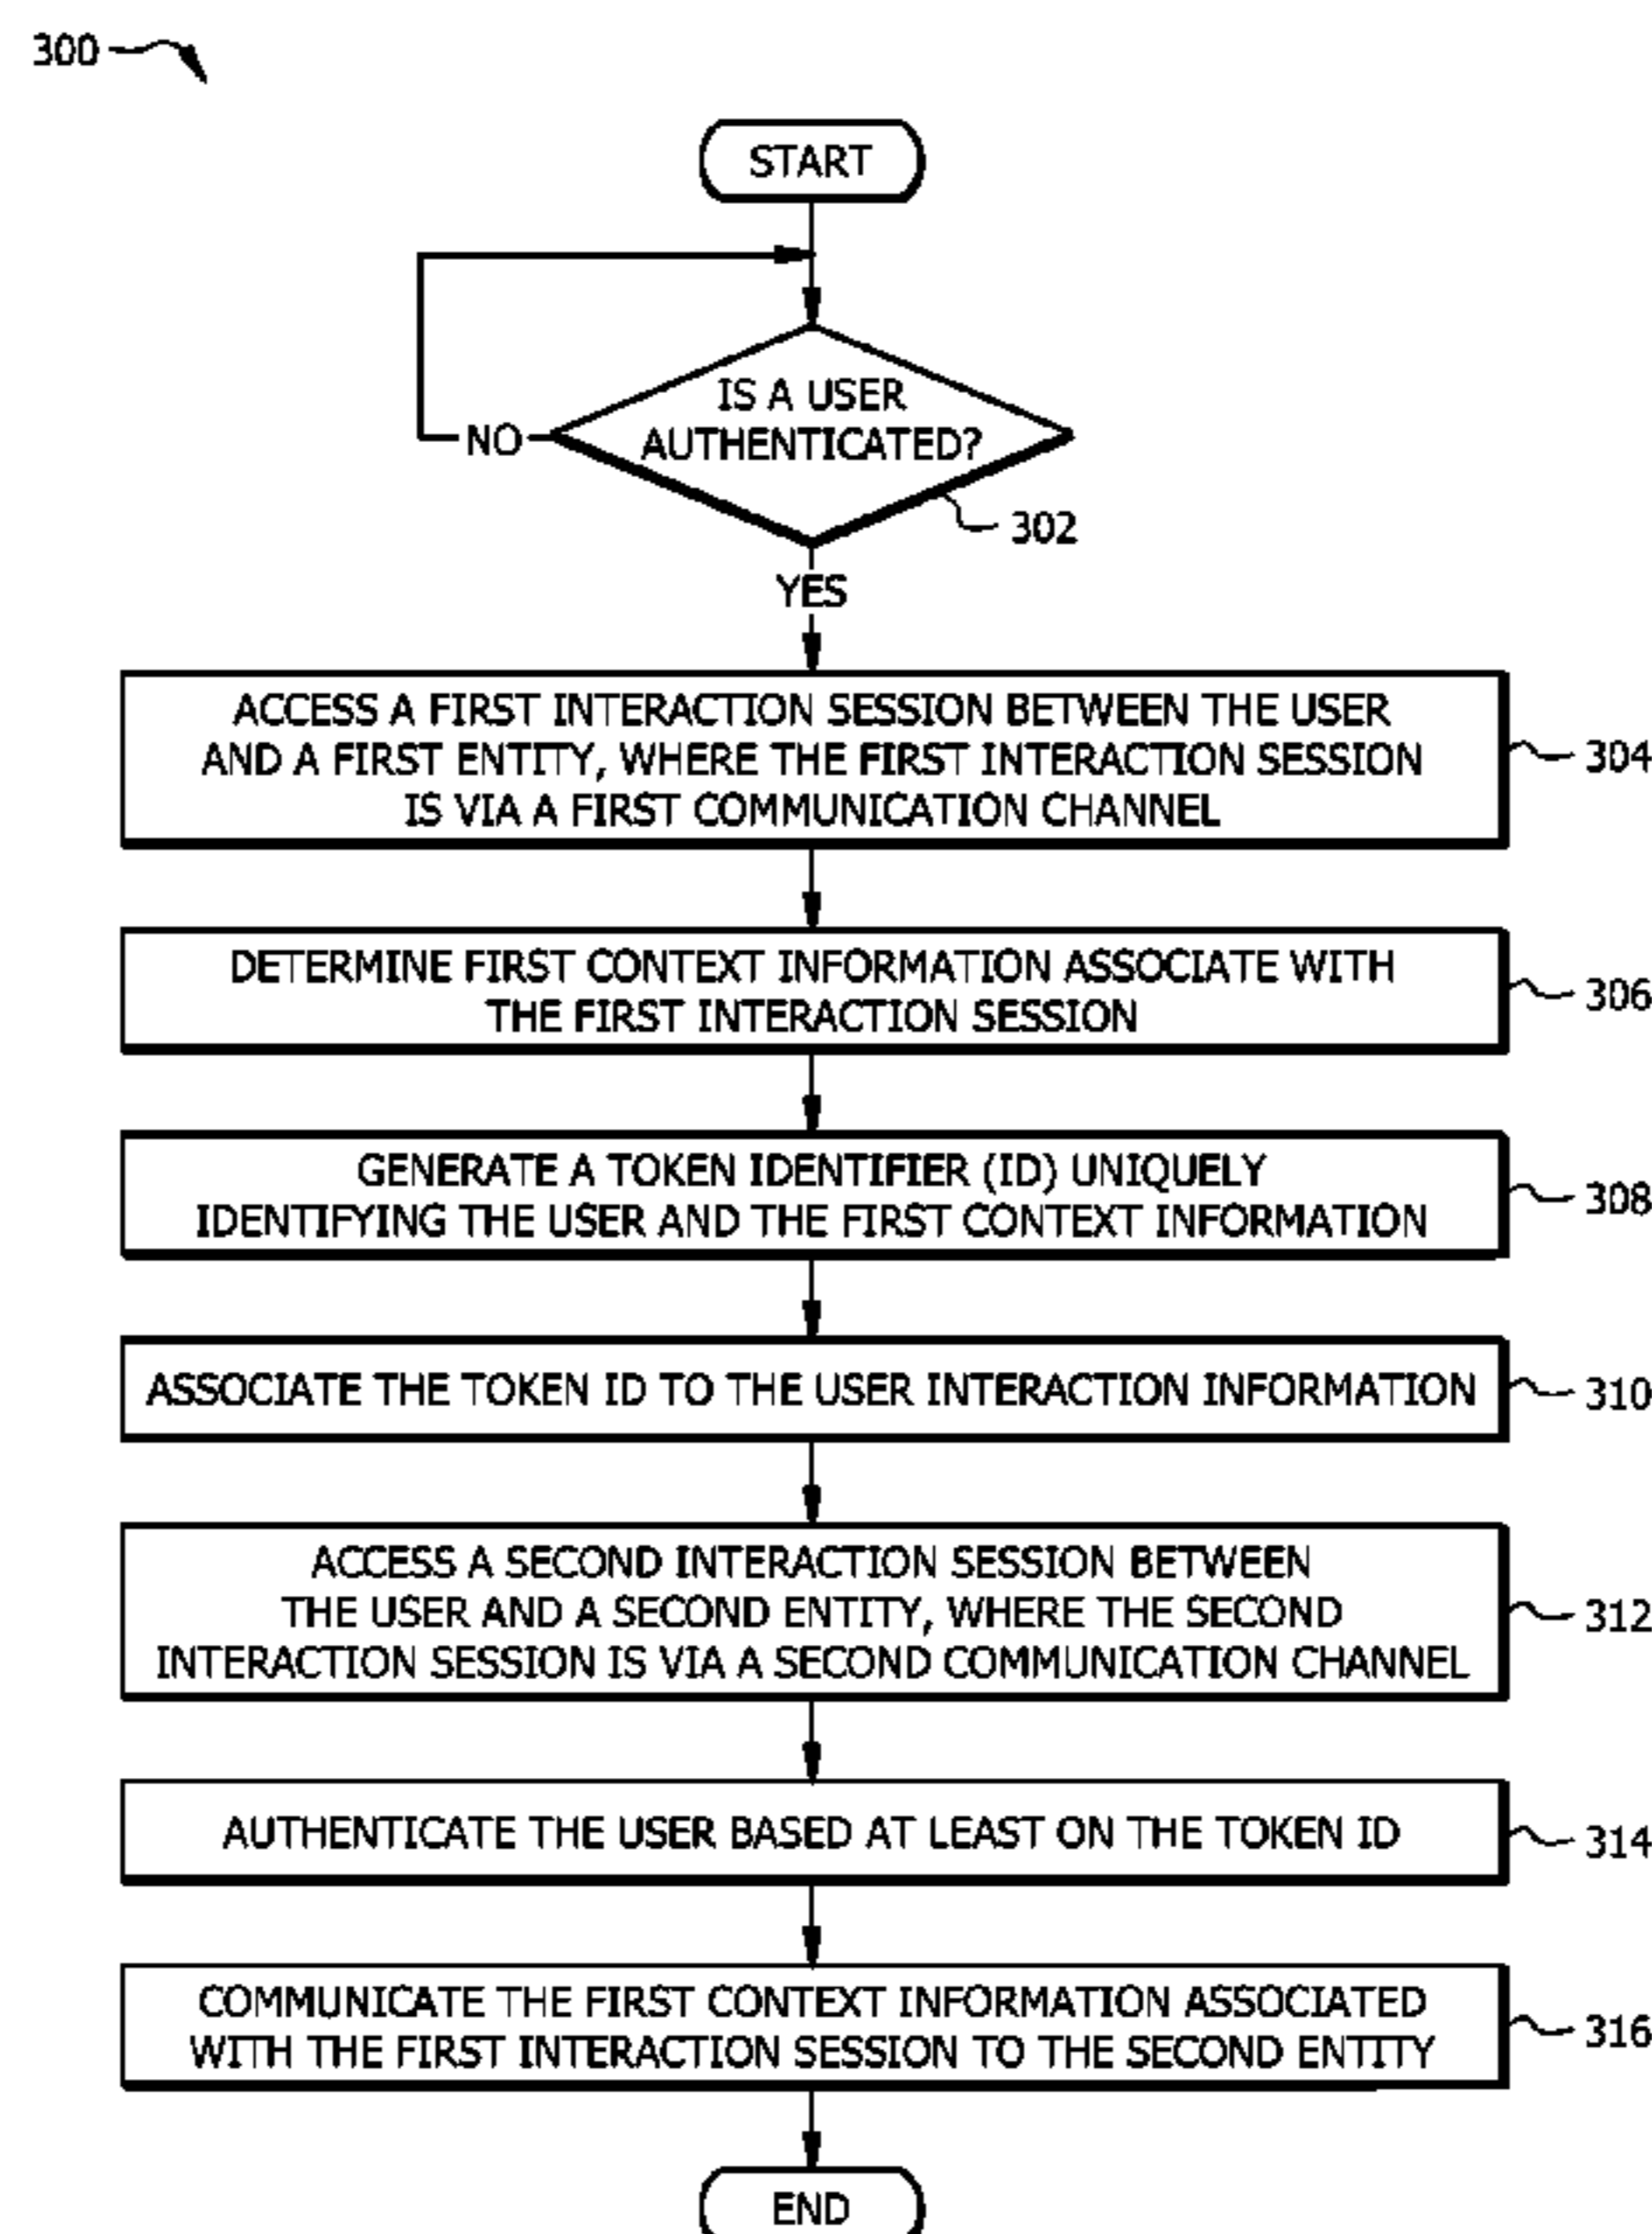 300
START
IS A USER
AUTHENTICATED?
NO
302
YES
ACCESS A FIRST INTERACTION SESSION BETWEEN THE USER
AND A FIRST ENTITY, WHERE THE FIRST INTERACTION SESSION
IS VIA A FIRST COMMUNICATION CHANNEL
304
DETERMINE FIRST CONTEXT INFORMATION ASSOCIATE WITH
THE FIRST INTERACTION SESSION
306
GENERATE A TOKEN IDENTIFIER (ID) UNIQUELY
IDENTIFYING THE USER AND THE FIRST CONTEXT INFORMATION
308
ASSOCIATE THE TOKEN ID TO THE USER INTERACTION INFORMATION
310
ACCESS A SECOND INTERACTION SESSION BETWEEN
THE USER AND A SECOND ENTITY, WHERE THE SECOND
INTERACTION SESSION IS VIA A SECOND COMMUNICATION CHANNEL
312
AUTHENTICATE THE USER BASED AT LEAST ON THE TOKEN ID
314
COMMUNICATE THE FIRST CONTEXT INFORMATION ASSOCIATED
WITH THE FIRST INTERACTION SESSION TO THE SECOND ENTITY
316
END